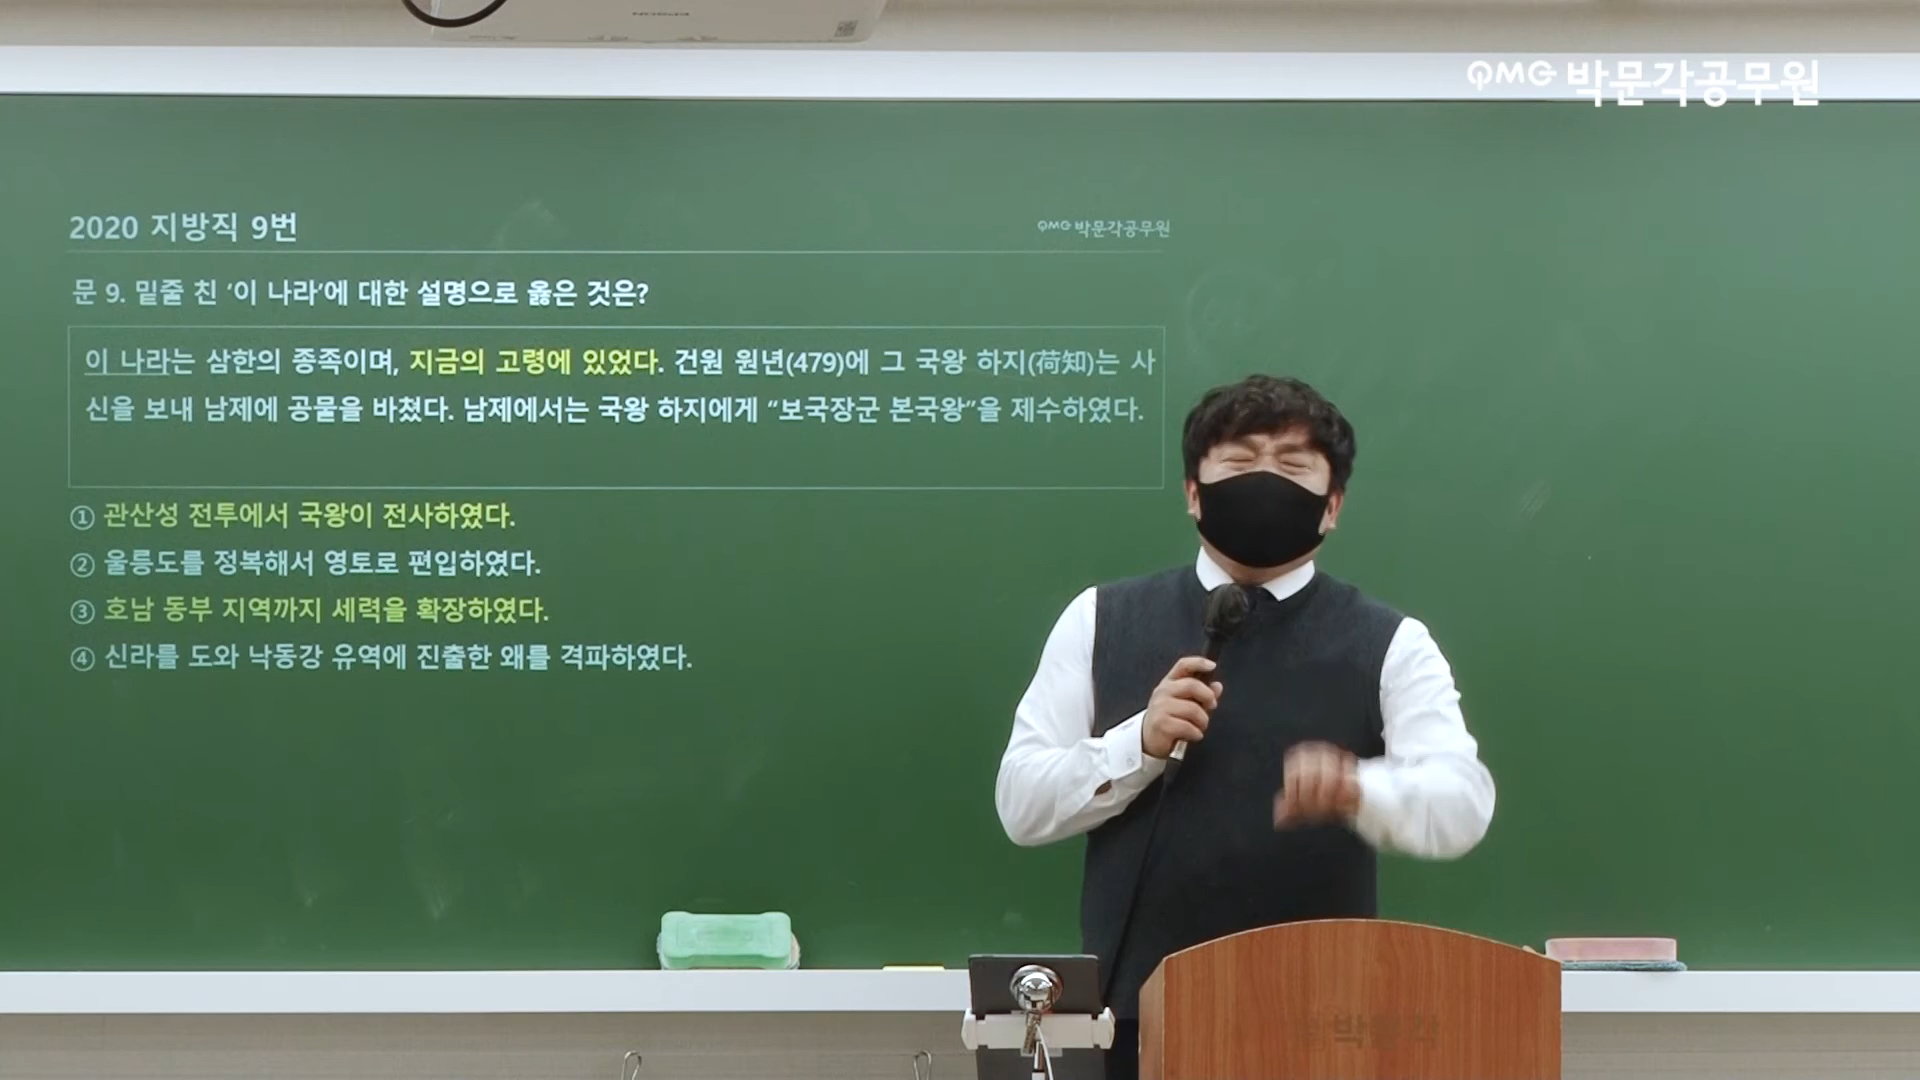 PMG 박문각공무원
2020 지방직 9번
PMG 박문각공무원
문 9. 밑줄 친 ‘이 나라’에 대한 설명으로 옳은 것은?
이 나라는 삼한의 종족이며, 지금의 고령에 있었다. 건원 원년(479)에 그 국왕 하지(荷知)는 사
신을 보내 남제에 공물을 바쳤다. 남제에서는 국왕 하지에게 “보국장군 본국왕”을 제수하였다.
① 관산성 전투에서 국왕이 전사하였다.
② 울릉도를 정복해서 영토로 편입하였다.
③ 호남 동부 지역까지 세력을 확장하였다.
④ 신라를 도와 낙동강 유역에 진출한 왜를 격파하였다.